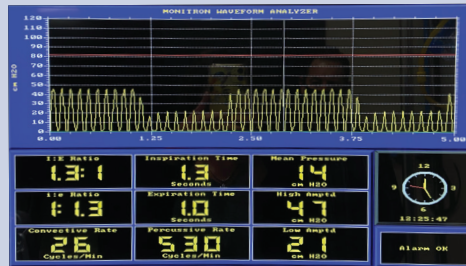 MONITRON WAVEFORM ANALYZER
120
110
100
90
80
70
60
50
40
30
20
10
0
cm H2O
0.00 1.25 2.50 3.75 5.00
I:E Ratio
1.3:1
Inspiration Time
1.3
Seconds
Mean Pressure
14
cm H2O
i:e Ratio
1:1.3
Expiration Time
1.0
Seconds
High Amptd
47
cm H2O
Convective Rate
26
Cycles/Min
Percussive Rate
530
Cycles/Min
Low Amptd
21
cm H2O
12
9 3
6
12:25:47
Alarm OK